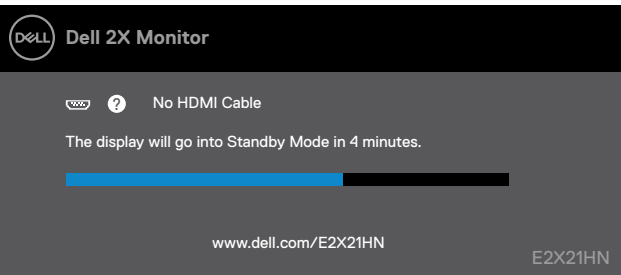 DELL Dell 2X Monitor
? No HDMI Cable
The display will go into Standby Mode in 4 minutes.
www.dell.com/E2X21HN
E2X21HN